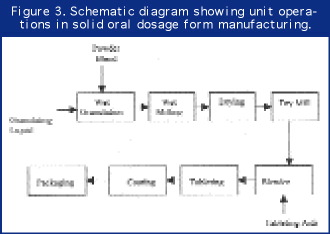 Figure 3. Schematic diagram showing unit opera-
tions in solid oral dosage form manufacturing.
Powder
Blend
Granulating
Liquid
Wet
Granulation
Wet
Milling
Drying
Dry Mill
Packaging
Coating
Tableting
Blender
Tableting Aids